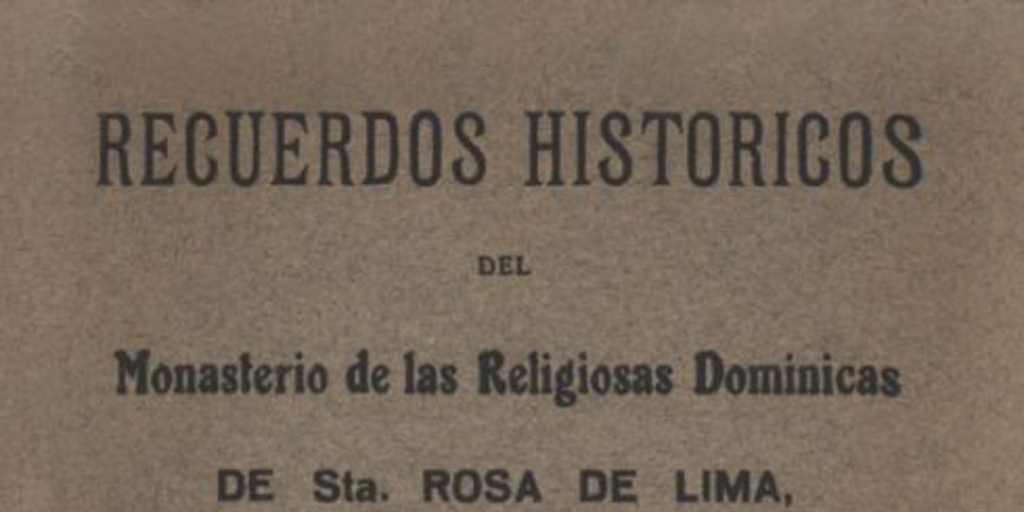 RECUERDOS HISTORICOS
DEL
Monasterio de las Religiosas Dominicas
DE Sta. ROSA DE LIMA,